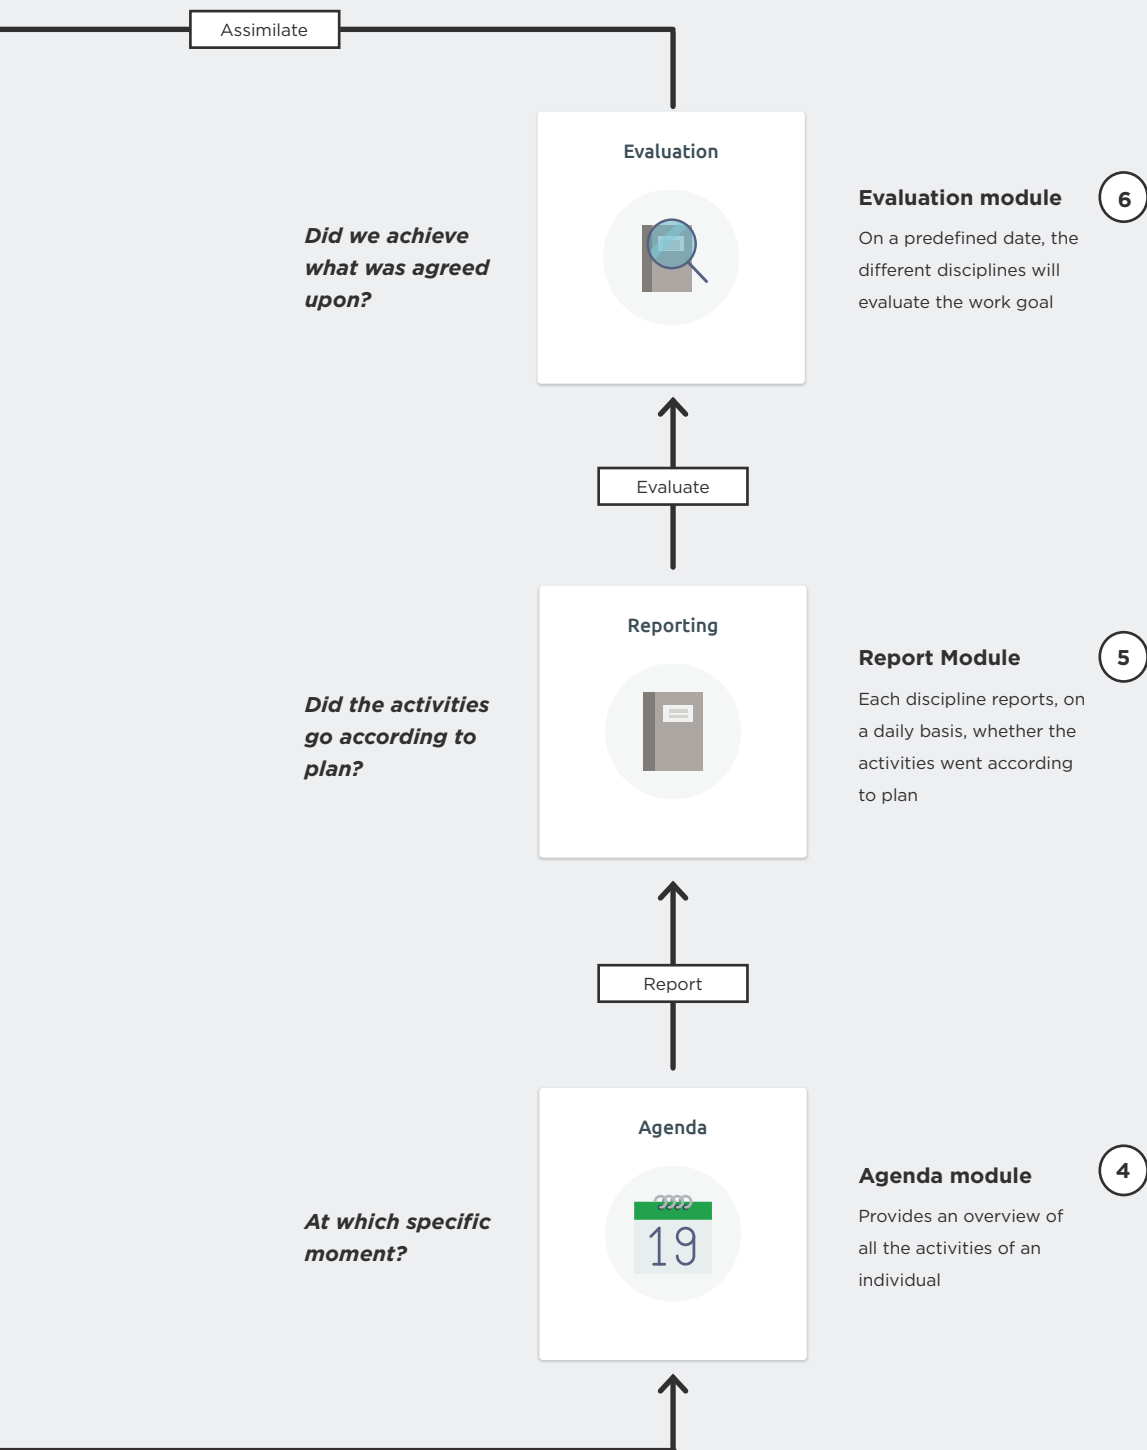 Assimilate
Evaluation
Did we achieve
what was agreed
upon?
Evaluation module
6
On a predefined date, the
different disciplines will
evaluate the work goal
Evaluate
Reporting
Did the activities
go according to
plan?
Report Module
5
Each discipline reports, on
a daily basis, whether the
activities went according
to plan
Report
Agenda
19
At which specific
moment?
Agenda module
4
Provides an overview of
all the activities of an
individual